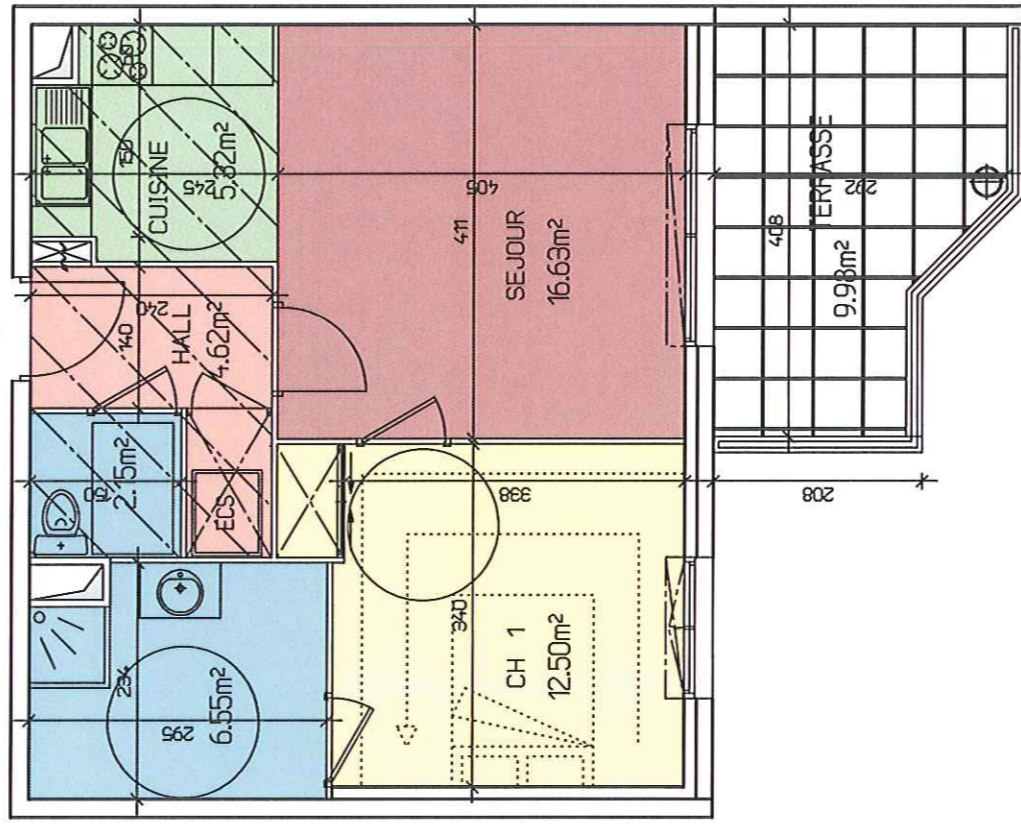 CUISINE
5.32m²
150
245
HALL
4.62m²
140
240
2.15m²
150
ECS
SEJOUR
16.63m²
411
405
TERRASSE
9.98m²
408
292
208
6.55m²
234
295
CH 1
12.50m²
340
338